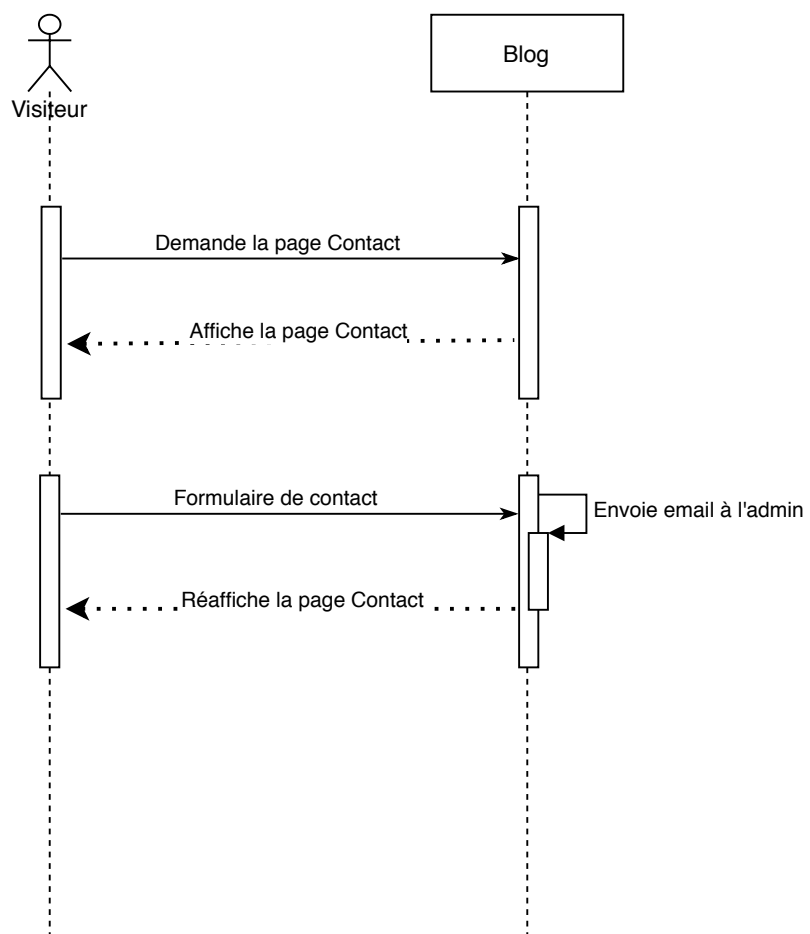 Blog
Visiteur
Demande la page Contact
Affiche la page Contact
Formulaire de contact
Envoie email à l'admin
Réaffiche la page Contact